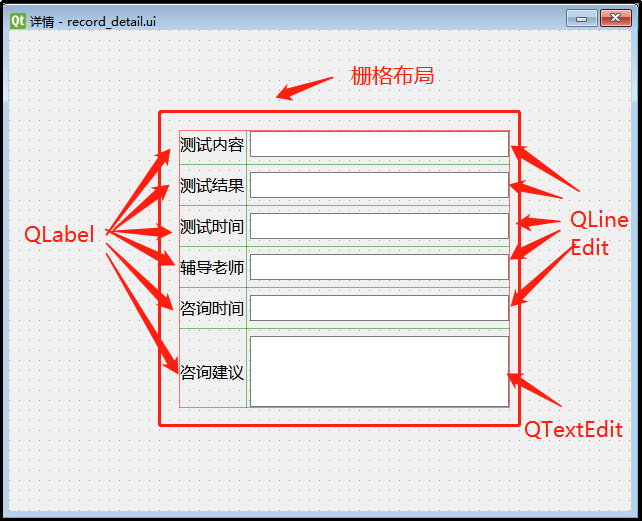 Qt 详情 - record_detail.ui
栅格布局
测试内容
测试结果
QLine
测试时间
QLabel
Edit
辅导老师
咨询时间
咨询建议
QTextEdit